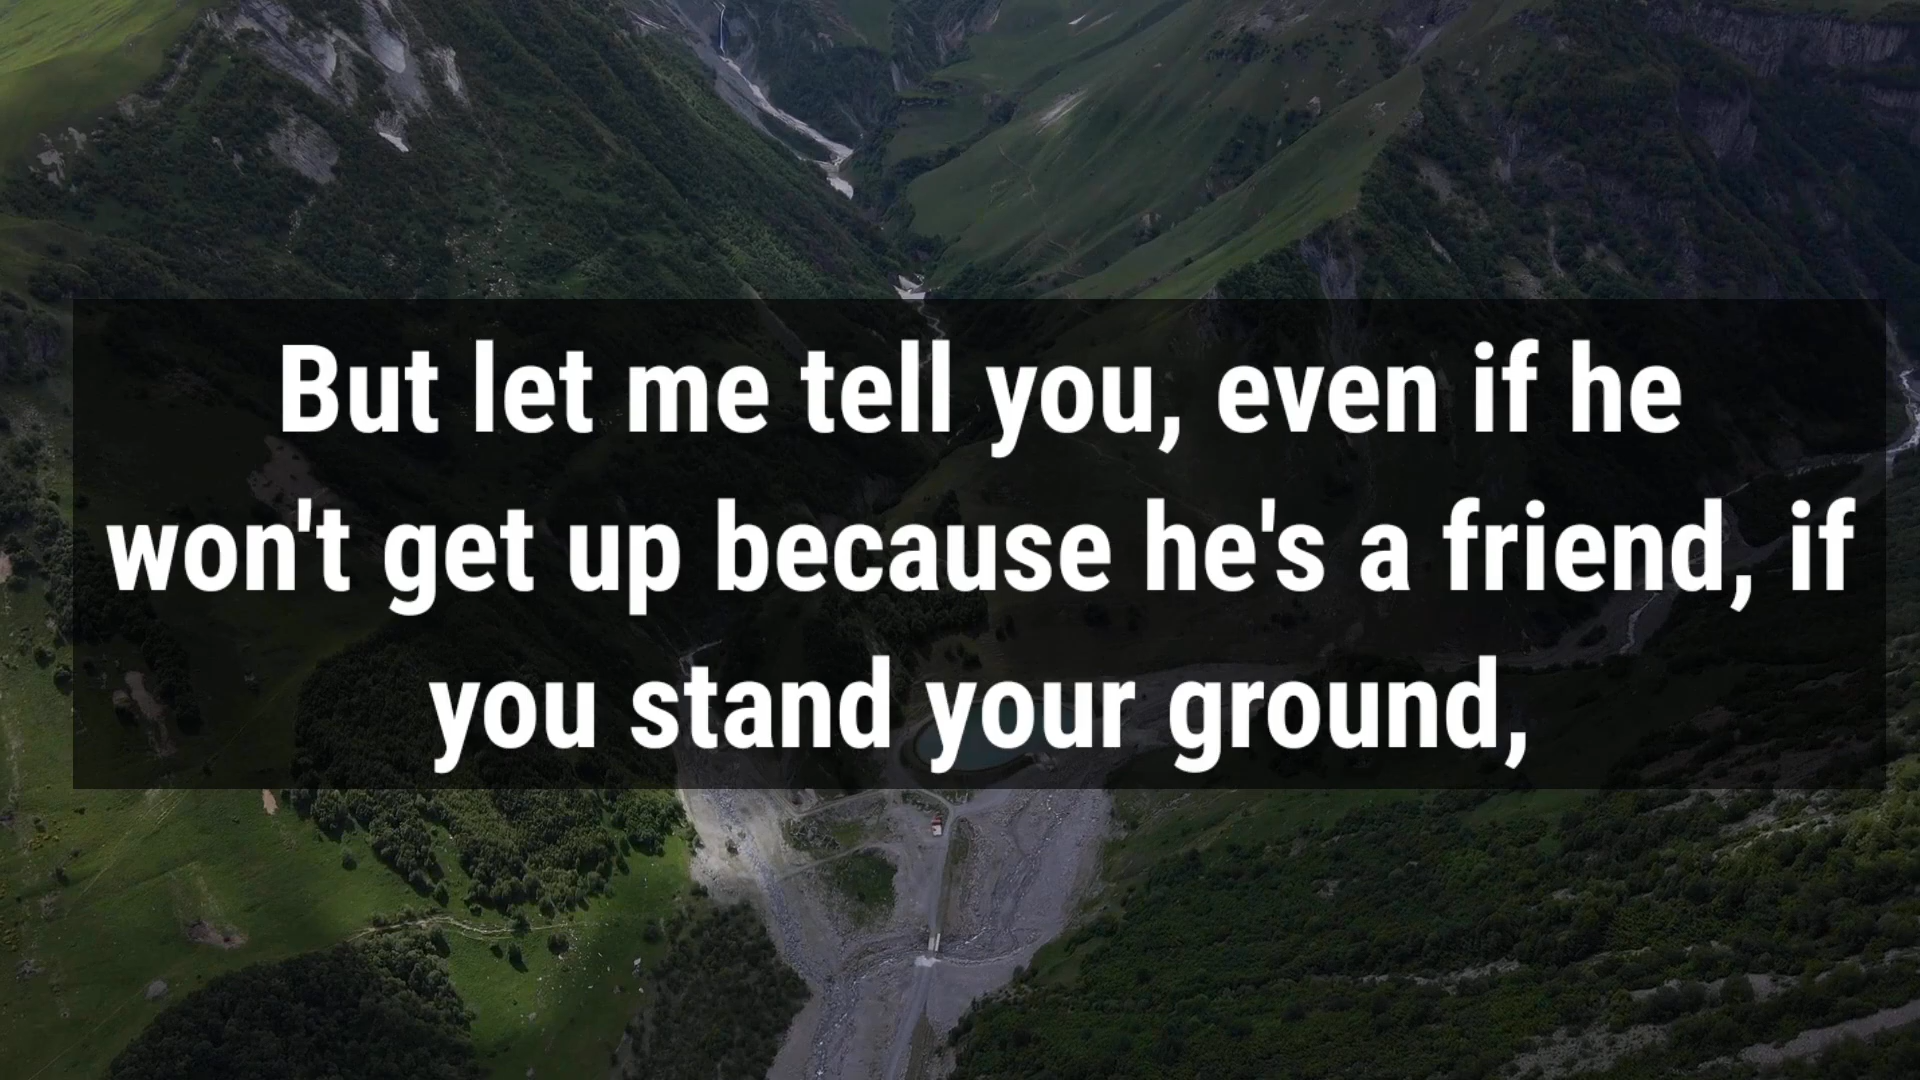 But let me tell you, even if he
won't get up because he's a friend, if
you stand your ground,